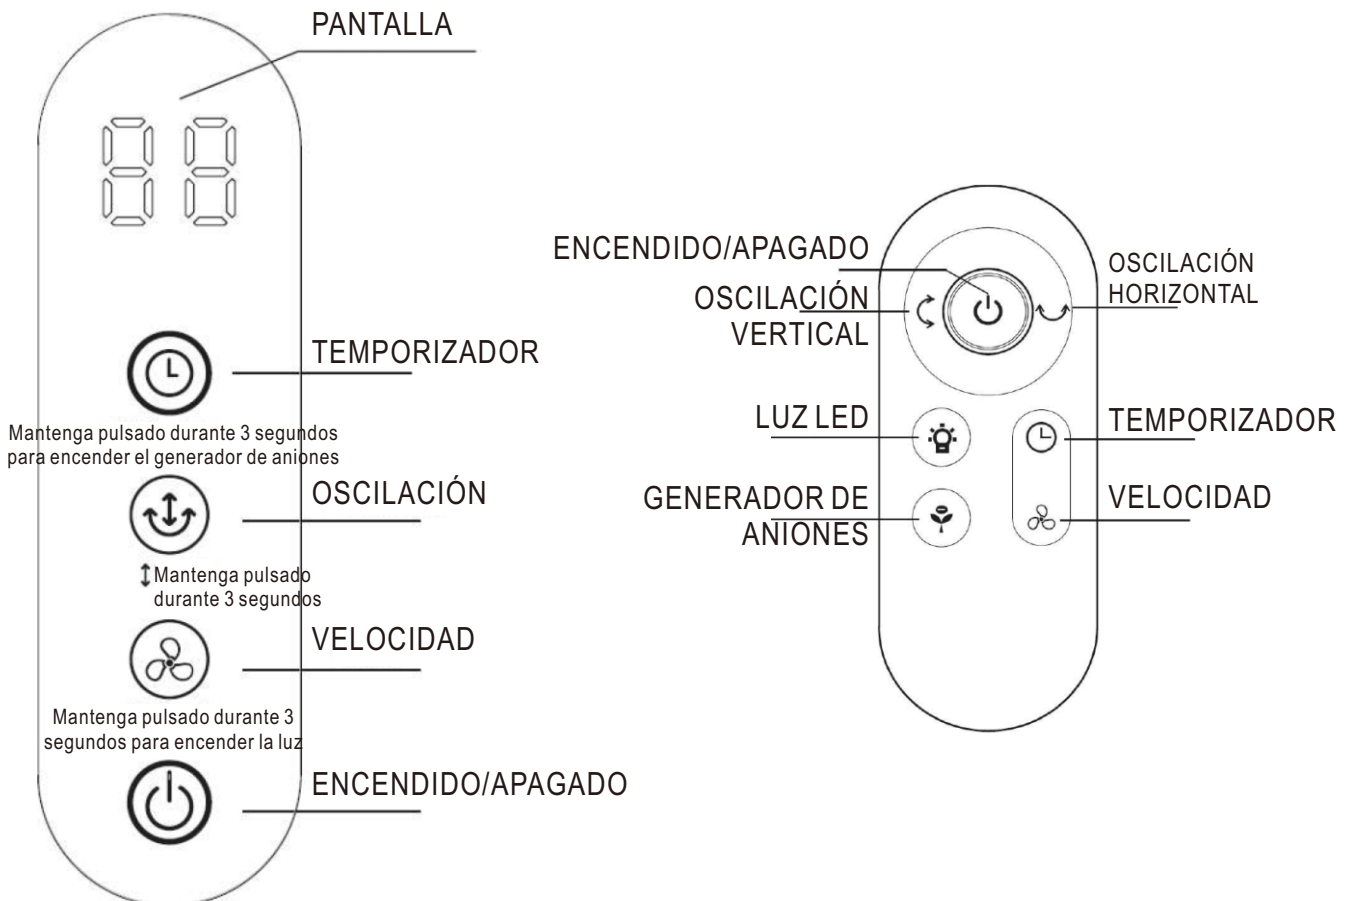 PANTALLA
88
TEMPORIZADOR
Mantenga pulsado durante 3 segundos
para encender el generador de aniones
OSCILACIÓN
Mantenga pulsado
durante 3 segundos
VELOCIDAD
Mantenga pulsado durante 3
segundos para encender la luz
ENCENDIDO/APAGADO
ENCENDIDO/APAGADO
OSCILACIÓN
VERTICAL
OSCILACIÓN
HORIZONTAL
LUZ LED
TEMPORIZADOR
GENERADOR DE
ANIONES
VELOCIDAD